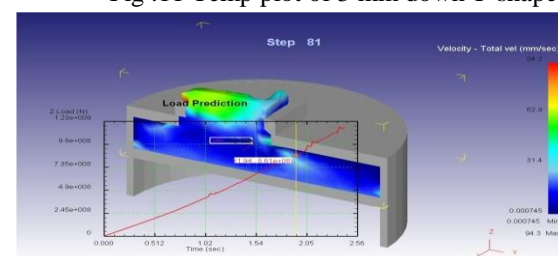 Fig .11 Temp plot of 3 mm down T shape
Step 81
Velocity - Total vel (mm/sec)
94.3
62.9
31.4
0.000745
0.000745 Min
94.3 Max
Load Prediction
Z Load (N)
1.23e+009
9.8e+008
7.35e+008
4.9e+008
2.45e+008
0
0.000 0.512 1.02 1.54 2.05 2.56
Time (sec)
Z
Y